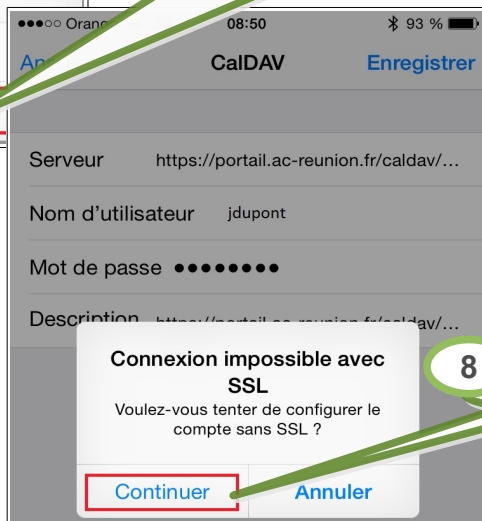 08:50
93 %
CalDAV
Enregistrer
Serveur https://portail.ac-reunion.fr/caldav/...
Nom d'utilisateur jdupont
Mot de passe ●●●●●●●●
Description
Connexion impossible avec
SSL
Voulez-vous tenter de configurer le
compte sans SSL ?
8
Continuer
Annuler